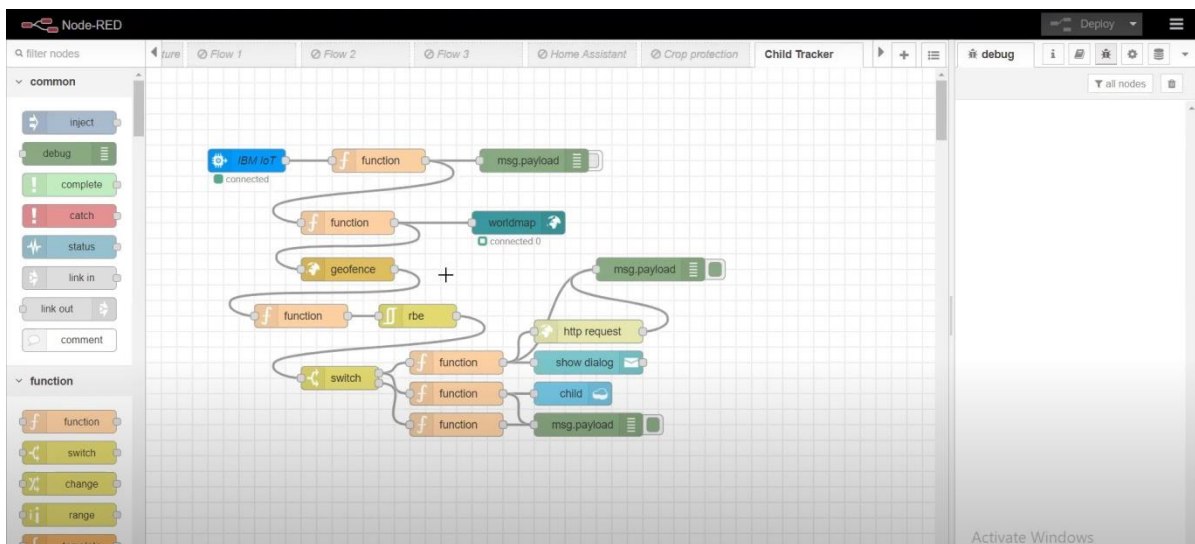 Node-RED
Deploy
filter nodes
ture
Flow 1
Flow 2
Flow 3
Home Assistant
Crop protection
Child Tracker
debug
all nodes
common
inject
debug
complete
catch
status
link in
link out
comment
function
function
switch
change
range
IBM IoT
connected
function
msg.payload
function
worldmap
connected 0
geofence
msg.payload
function
rbe
http request
function
show dialog
switch
function
child
function
msg.payload
Activate Windows